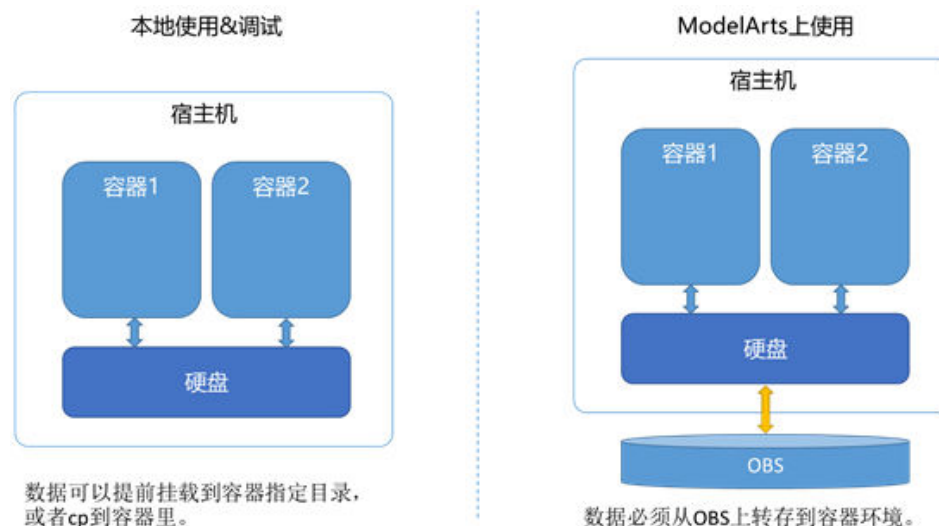 本地使用&调试
宿主机
容器1
容器2
硬盘
数据可以提前挂载到容器指定目录，
或者cp到容器里。
ModelArts上使用
宿主机
容器1
容器2
硬盘
OBS
数据必须从OBS上转存到容器环境。